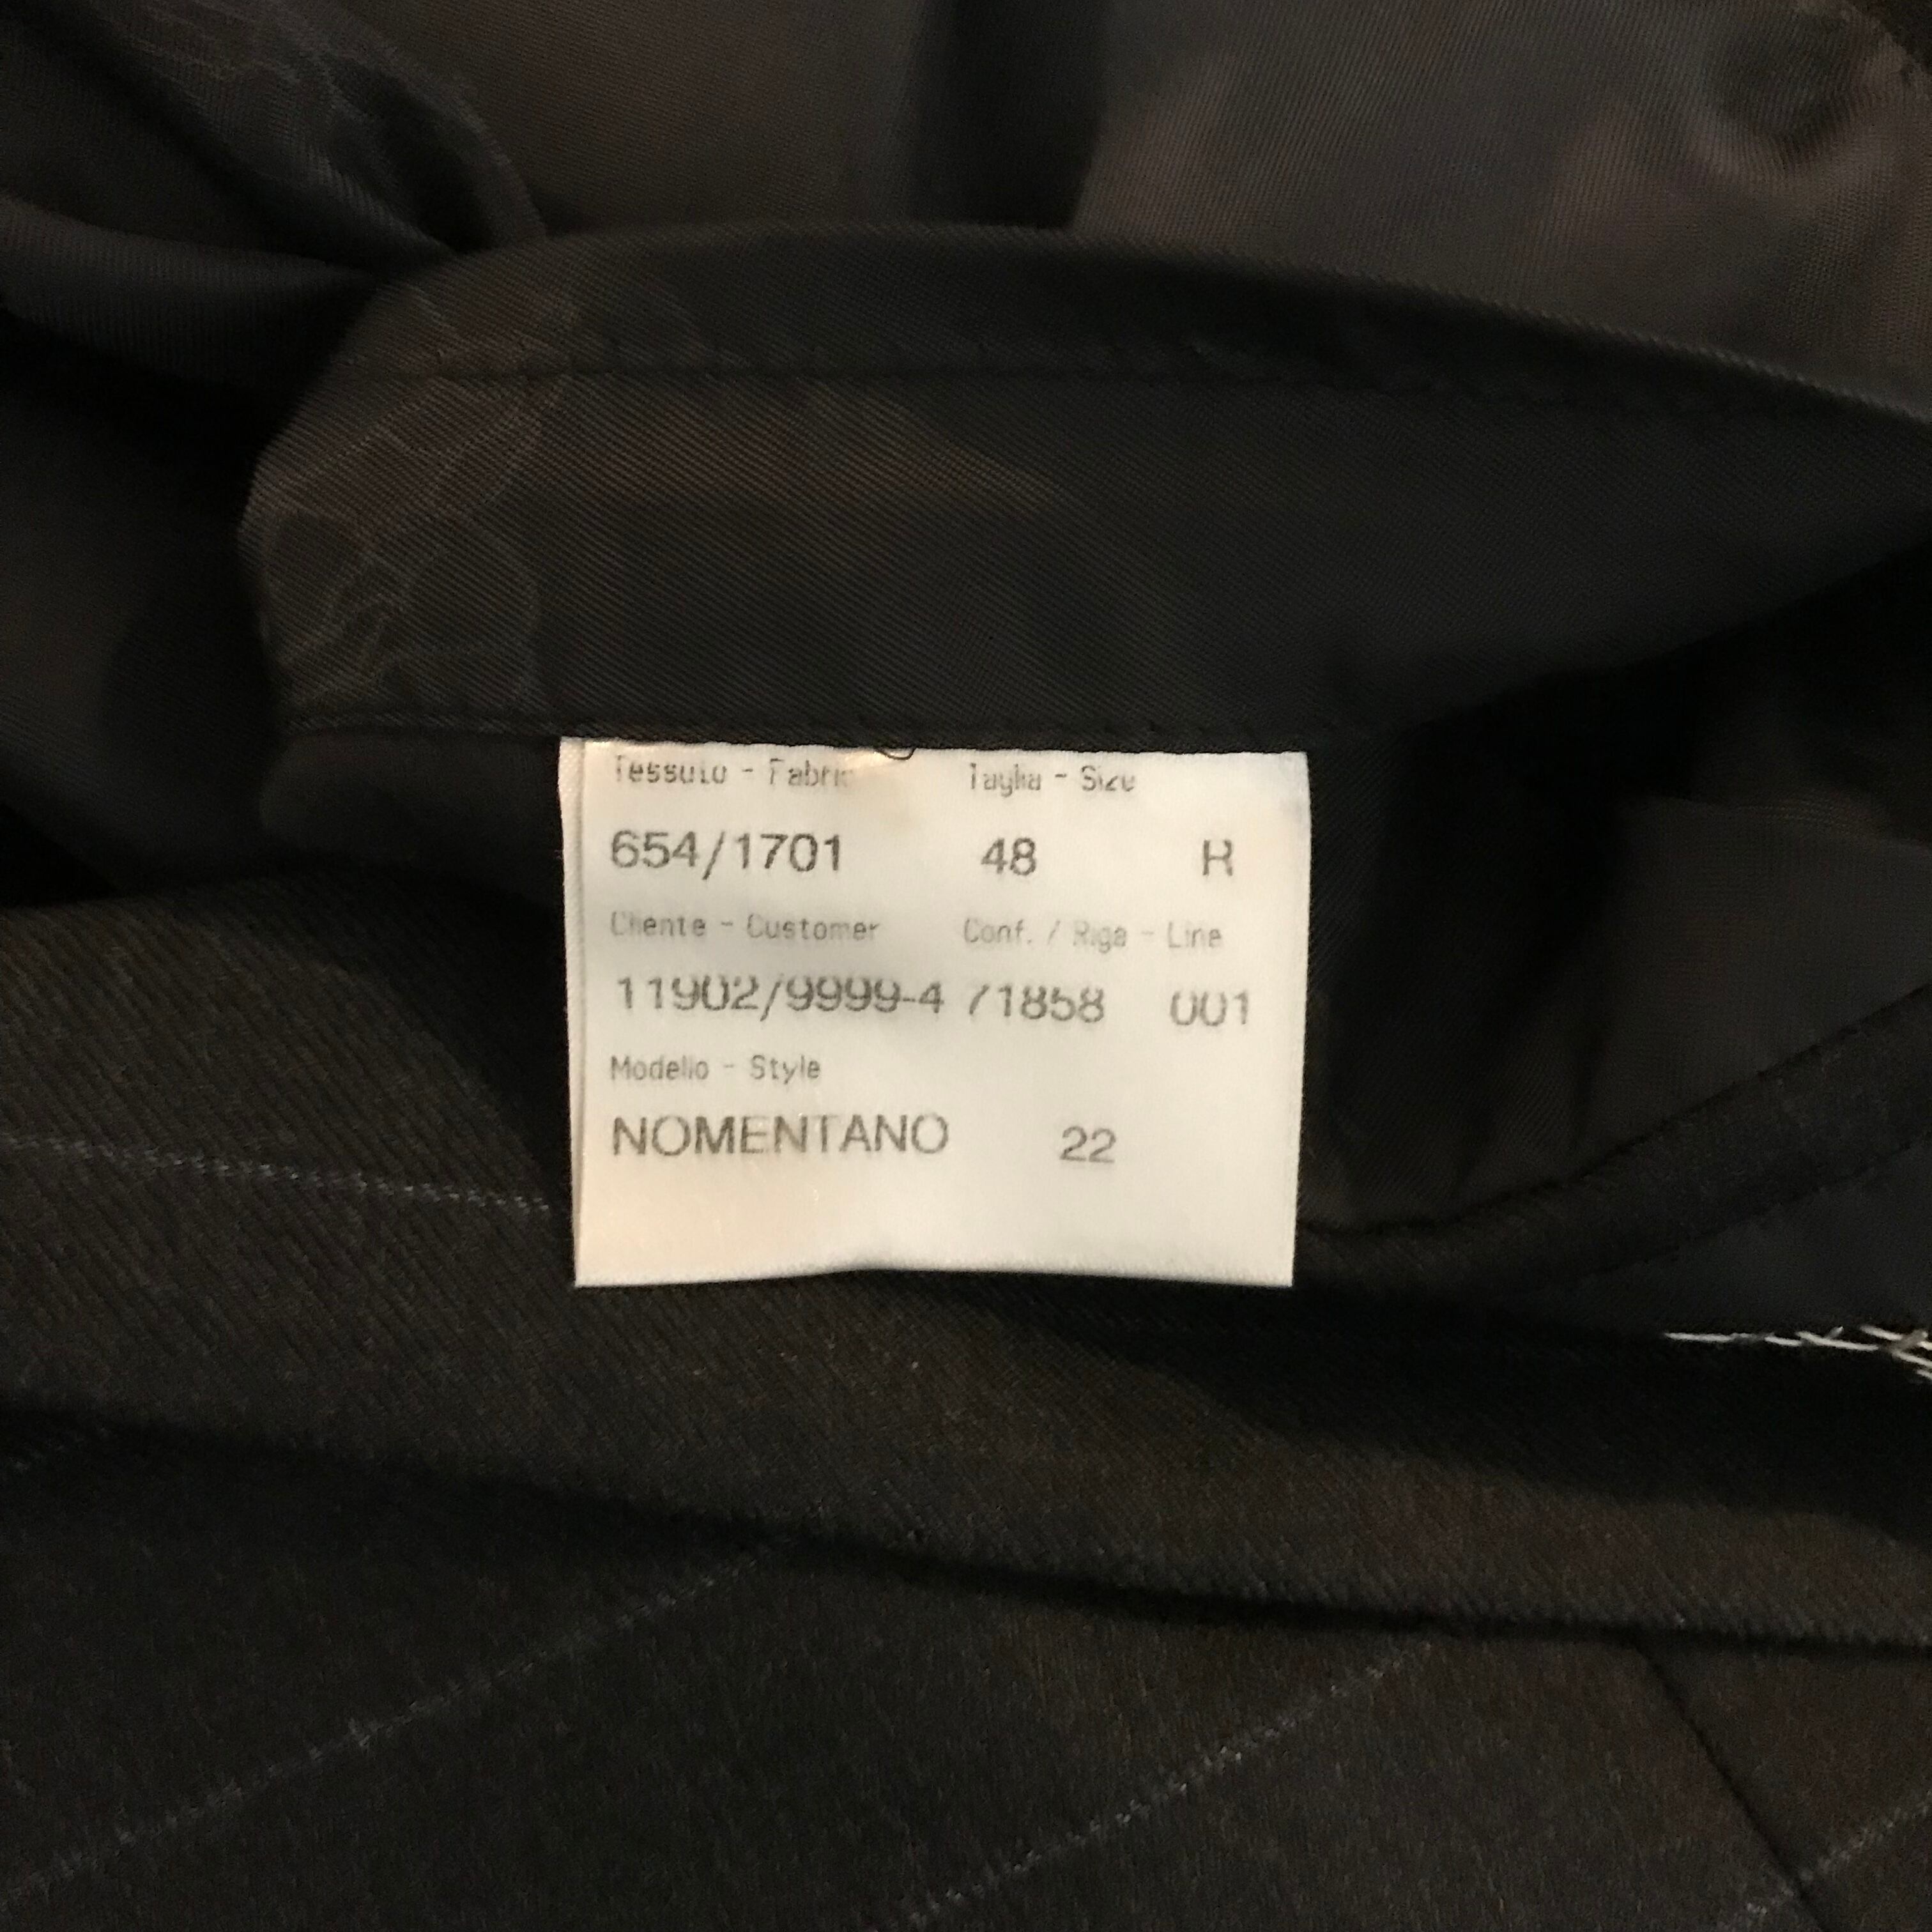 Tessuto - Fabric Taglia - Size
654/1701 48 R
Cliente - Customer Conf. / Riga - Line
11902/9999-4 71858 001
Modello - Style
NOMENTANO 22